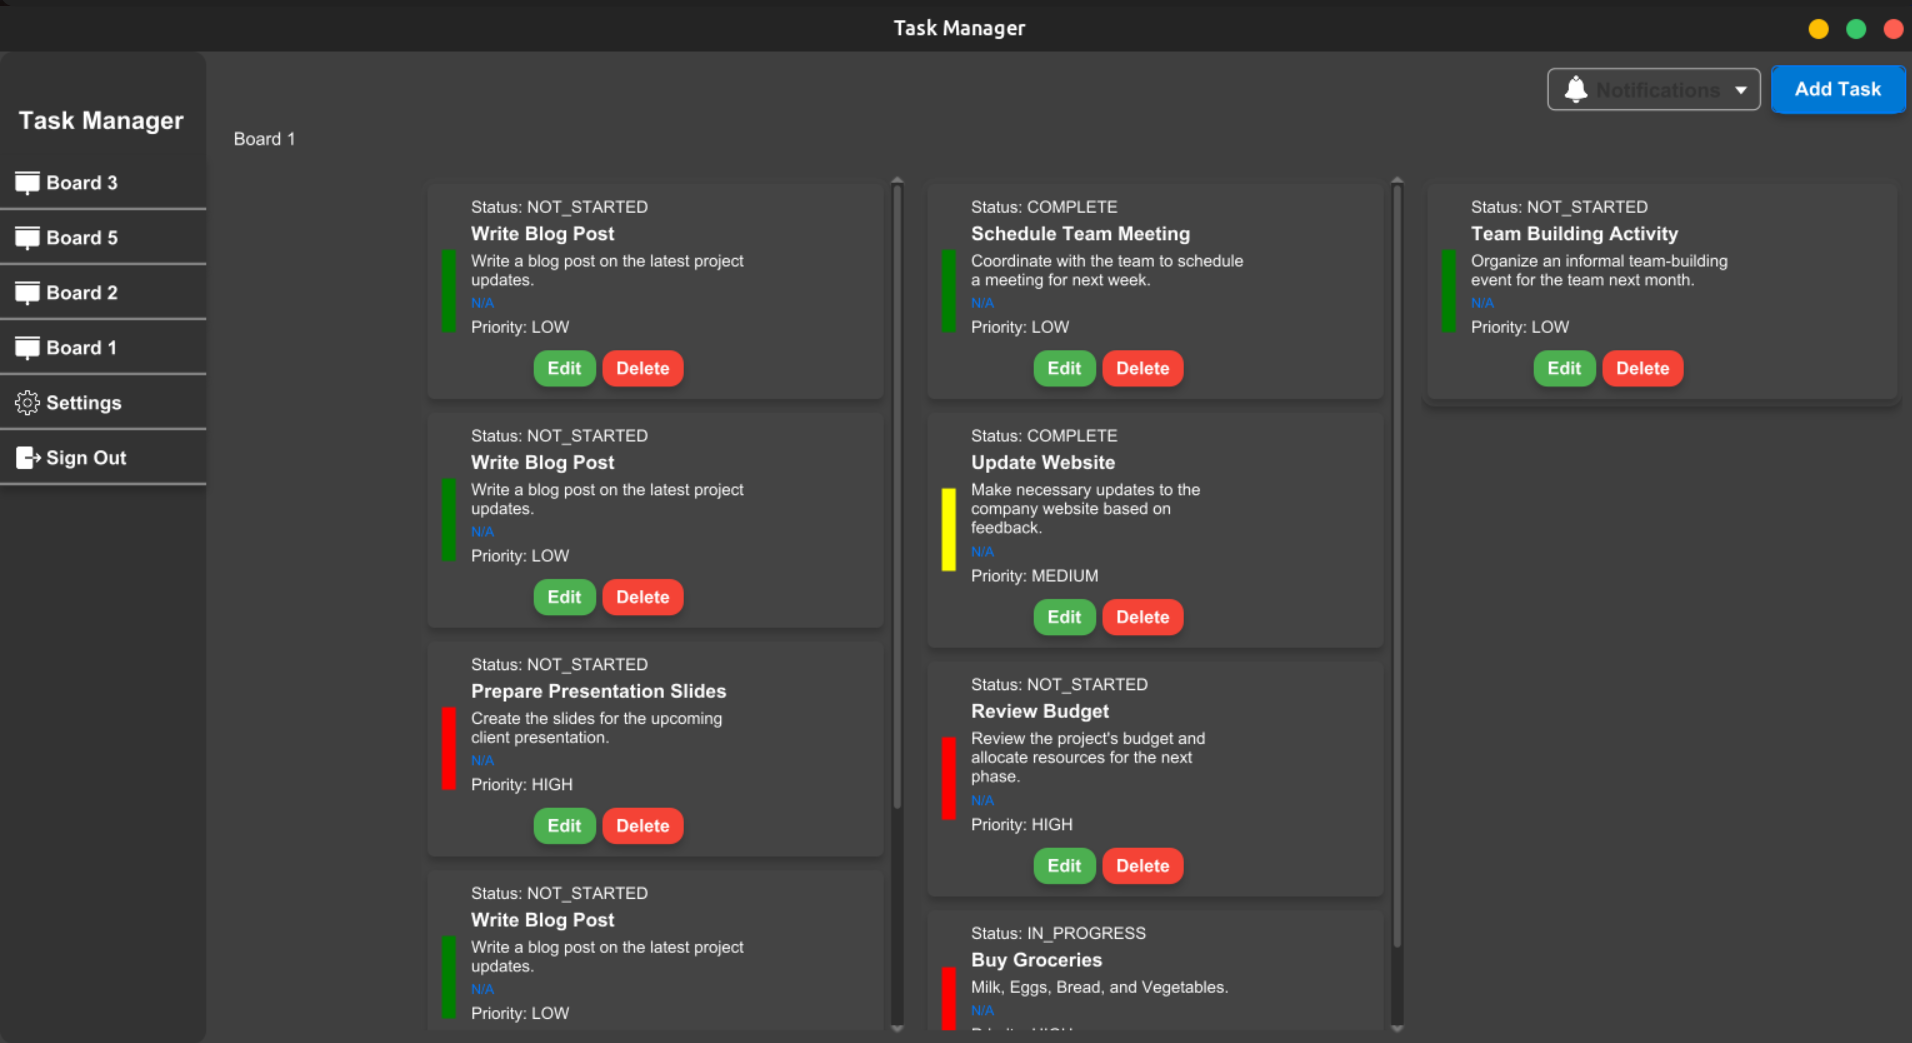 Task Manager
Task Manager
Board 3
Board 5
Board 2
Board 1
Settings
Sign Out
Notifications
Add Task
Board 1
Status: NOT_STARTED
Write Blog Post
Write a blog post on the latest project
updates.
N/A
Priority: LOW
Edit
Delete
Status: NOT_STARTED
Write Blog Post
Write a blog post on the latest project
updates.
N/A
Priority: LOW
Edit
Delete
Status: NOT_STARTED
Prepare Presentation Slides
Create the slides for the upcoming
client presentation.
N/A
Priority: HIGH
Edit
Delete
Status: NOT_STARTED
Write Blog Post
Write a blog post on the latest project
updates.
N/A
Priority: LOW
Status: COMPLETE
Schedule Team Meeting
Coordinate with the team to schedule
a meeting for next week.
N/A
Priority: LOW
Edit
Delete
Status: COMPLETE
Update Website
Make necessary updates to the
company website based on
feedback.
N/A
Priority: MEDIUM
Edit
Delete
Status: NOT_STARTED
Review Budget
Review the project's budget and
allocate resources for the next
phase.
N/A
Priority: HIGH
Edit
Delete
Status: IN_PROGRESS
Buy Groceries
Milk, Eggs, Bread, and Vegetables.
N/A
Status: NOT_STARTED
Team Building Activity
Organize an informal team-building
event for the team next month.
N/A
Priority: LOW
Edit
Delete